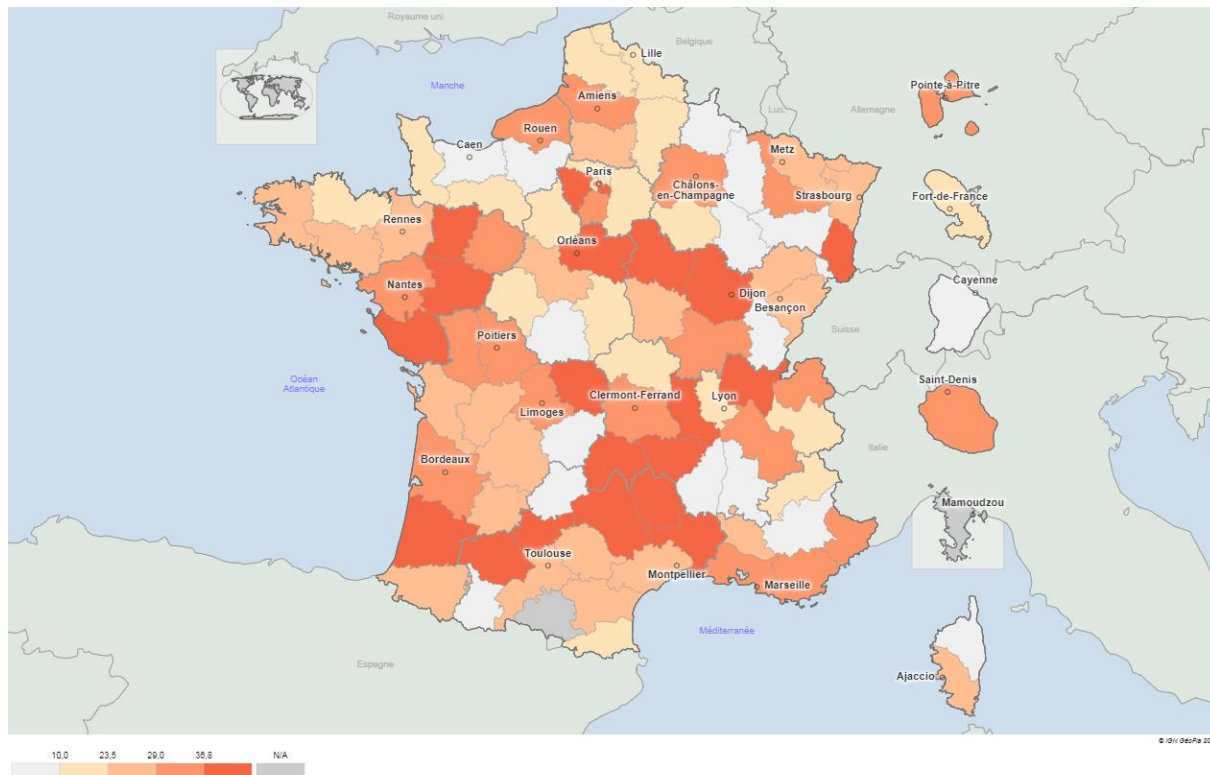 Royaume uni
Belgique
Lille
Manche
Amiens
Pointe-à-Pitre
Lux.
Allemagne
Rouen
Caen
Metz
Paris
Châlons-
en-Champagne
Strasbourg
Fort-de-France
Rennes
Orléans
Nantes
Dijon
Besançon
Cayenne
Poitiers
Suisse
Océan
Atlantique
Saint-Denis
Limoges
Clermont-Ferrand
Lyon
Italie
Bordeaux
Mamoudzou
Toulouse
Montpellier
Marseille
Méditerranée
Espagne
Ajaccio
© IGN GéoFla 20
10,0 23,5 29,0 36,8 N/A